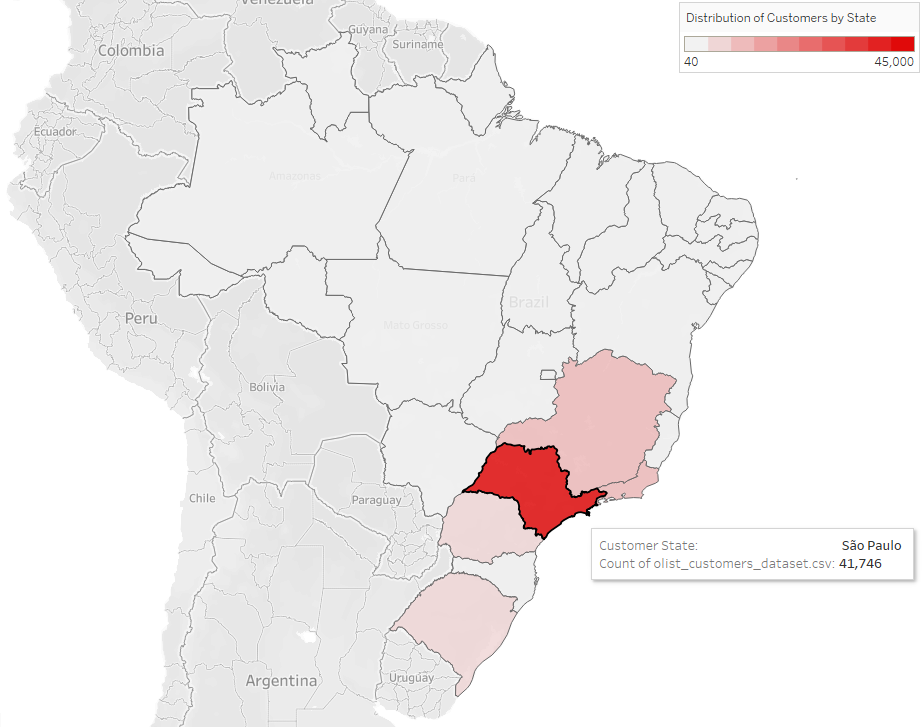 Venezuela
Distribution of Customers by State
40 45,000
Guyana
Suriname
Colombia
Ecuador
Amazonas
Pará
Brazil
Peru
Mato Grosso
Bolivia
Chile
Paraguay
Customer State: São Paulo
Count of olist_customers_dataset.csv: 41,746
Argentina
Uruguay